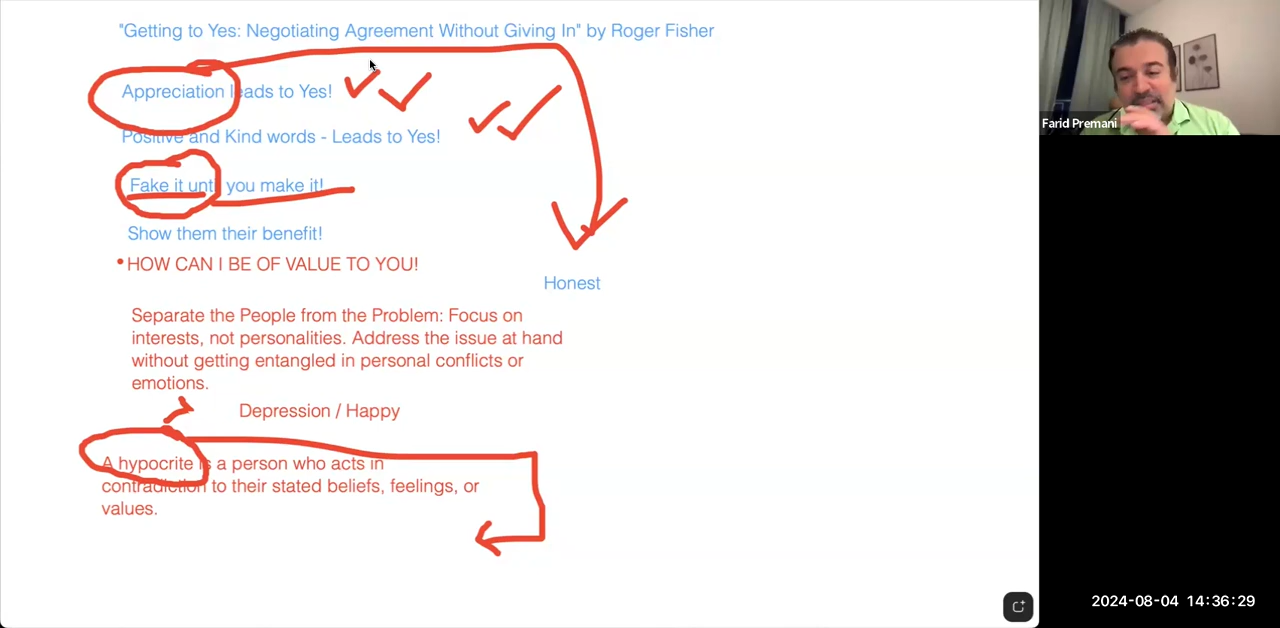 "Getting to Yes: Negotiating Agreement Without Giving In" by Roger Fisher
Appreciation leads to Yes!
Positive and Kind words - Leads to Yes!
Fake it until you make it!
Show them their benefit!
•HOW CAN I BE OF VALUE TO YOU!
Honest
Separate the People from the Problem: Focus on
interests, not personalities. Address the issue at hand
without getting entangled in personal conflicts or
emotions.
Depression / Happy
A hypocrite is a person who acts in
contradiction to their stated beliefs, feelings, or
values.
Farid Premani
2024-08-04 14:36:29